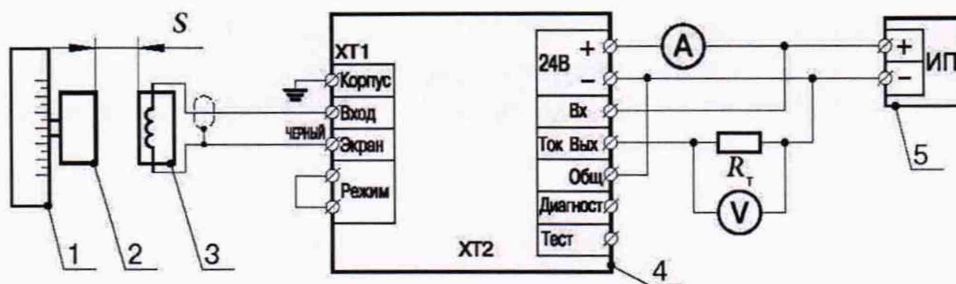 S
XT1
Корпус
Вход
ЧЕРНЫЙ
Экран
Режим
XT2
24В
+
−
Вх
Ток Вых
Общ
Диагност
Тест
A
V
Rт
+
−
ИП
1
2
3
4
5